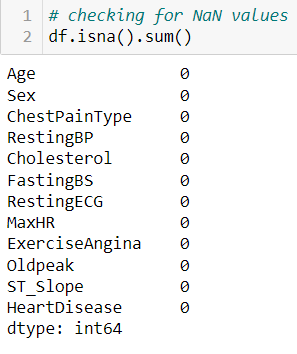 1 # checking for NaN values
2 df.isna().sum()
Age 0
Sex 0
ChestPainType 0
RestingBP 0
Cholesterol 0
FastingBS 0
RestingECG 0
MaxHR 0
ExerciseAngina 0
Oldpeak 0
ST_Slope 0
HeartDisease 0
dtype: int64